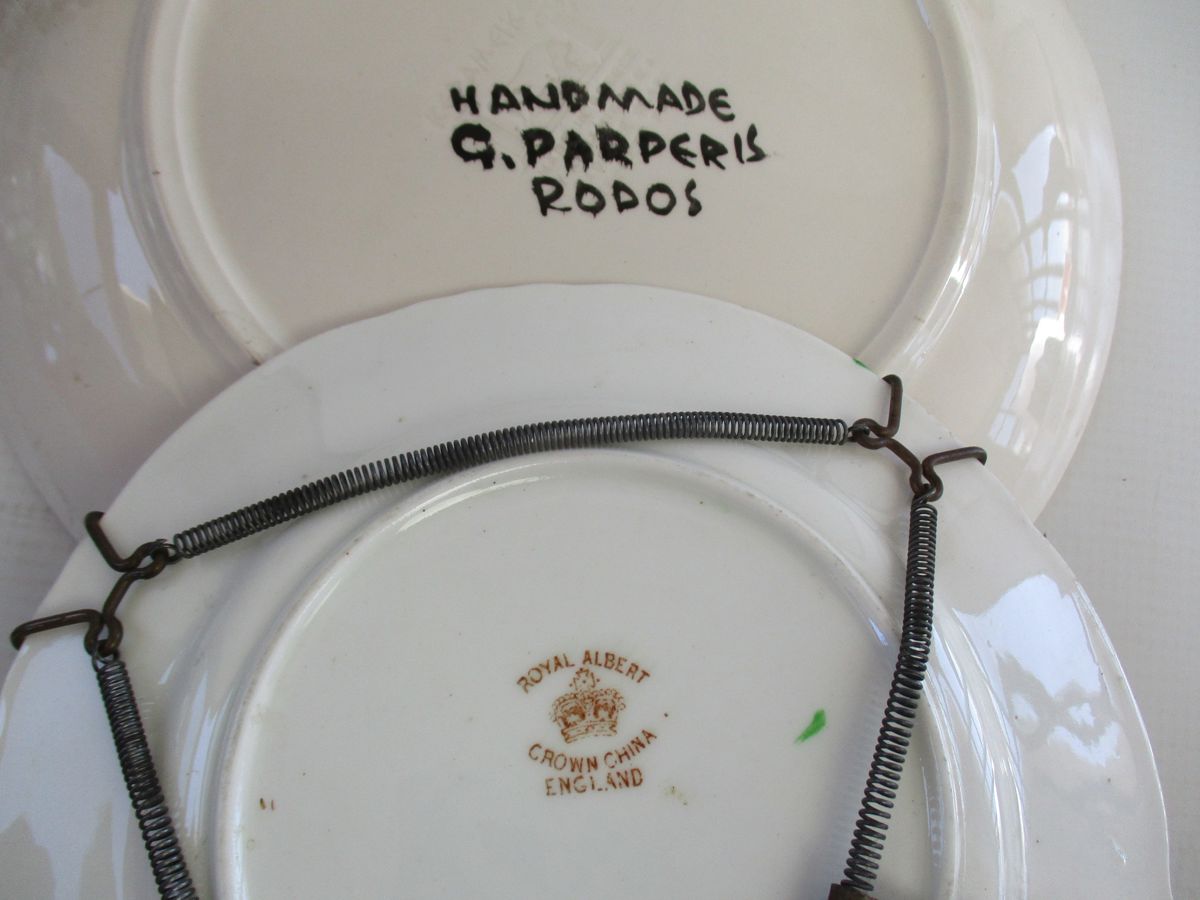 HANDMADE
G. PARPERIS
RODOS
ROYAL ALBERT
CROWN CHINA
ENGLAND